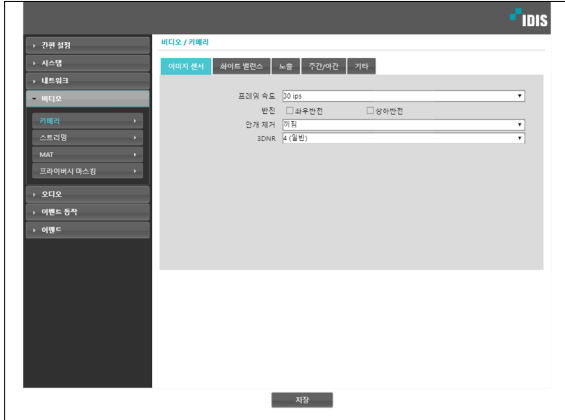 IDIS
간편 설정
시스템
네트워크
비디오
카메라
스트리밍
MAT
프라이버시 마스킹
오디오
이벤트 동작
이벤트
비디오 / 카메라
이미지 센서 화이트 밸런스 노출 주간/야간 기타
프레임 속도 30 ips
반전 좌우반전 상하반전
안개 제거 꺼짐
3DNR 4 (일반)
저장